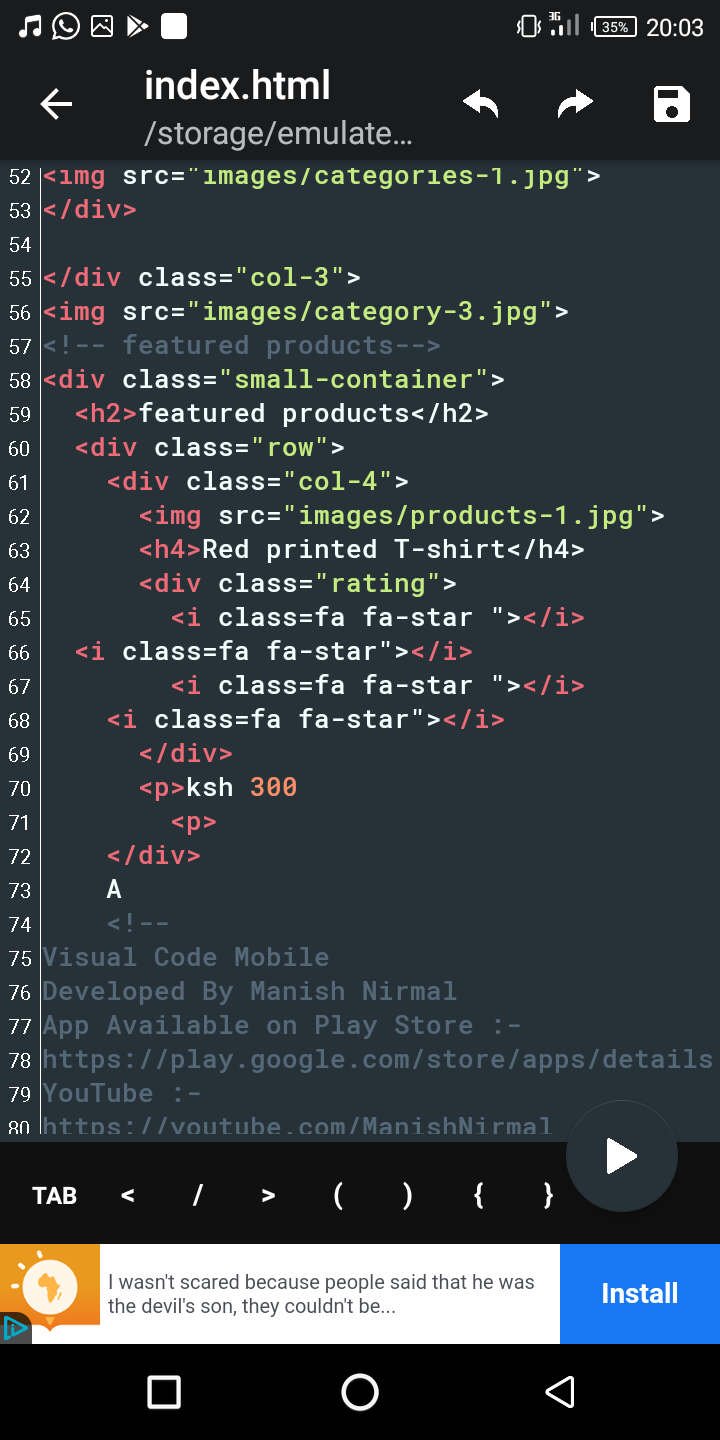 3G 35% 20:03
index.html
/storage/emulate...
52 <img src="images/categories-1.jpg">
53 </div>
54
55 </div class="col-3">
56 <img src="images/category-3.jpg">
57 <!-- featured products-->
58 <div class="small-container">
59   <h2>featured products</h2>
60   <div class="row">
61     <div class="col-4">
62       <img src="images/products-1.jpg">
63       <h4>Red printed T-shirt</h4>
64       <div class="rating">
65         <i class=fa fa-star "></i>
66   <i class=fa fa-star"></i>
67         <i class=fa fa-star "></i>
68     <i class=fa fa-star"></i>
69       </div>
70       <p>ksh 300
71         <p>
72     </div>
73     A
74     <!--
75 Visual Code Mobile
76 Developed By Manish Nirmal
77 App Available on Play Store :-
78 https://play.google.com/store/apps/details
79 YouTube :-
80 https://youtube.com/ManishNirmal
TAB < / > ( ) { }
I wasn't scared because people said that he was
the devil's son, they couldn't be...
Install